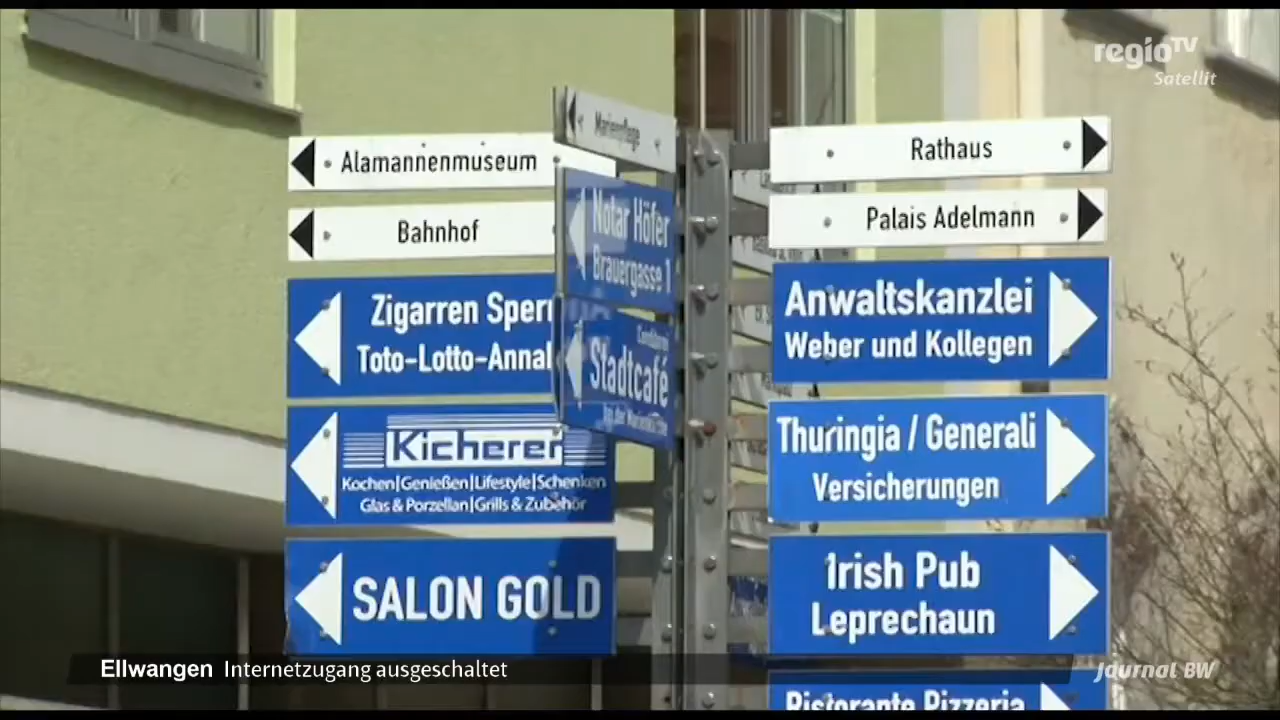 regioTV
Satellit
Marienpflege
Alamannenmuseum
Bahnhof
Notar Höfer
Brauergasse 1
Zigarren Sperr
Toto-Lotto-Annal
Stadtcafé
Kicherer
Kochen|Genießen|Lifestyle|Schenken
Glas & Porzellan|Grills & Zubehör
SALON GOLD
Rathaus
Palais Adelmann
Anwaltskanzlei
Weber und Kollegen
Thuringia / Generali
Versicherungen
Irish Pub
Leprechaun
Ristorante Pizzeria
Ellwangen Internetzugang ausgeschaltet
Journal BW